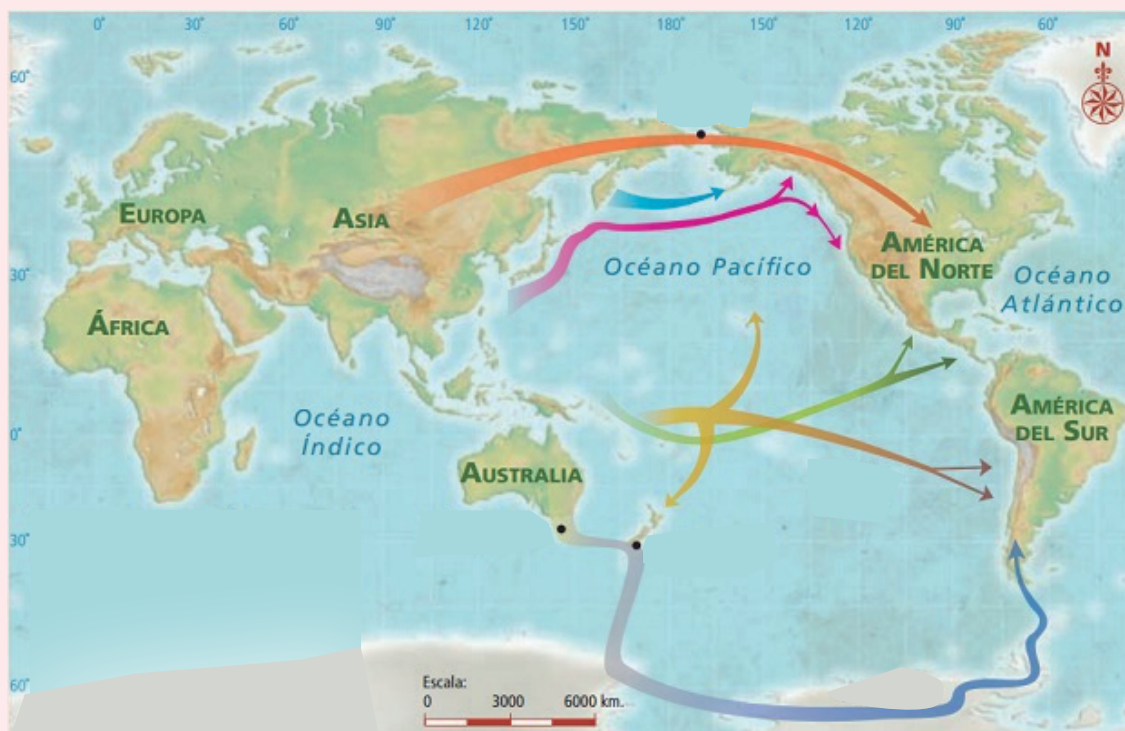 0° 30° 60° 90° 120° 150° 180° 150° 120° 90° 60°
N
60°
EUROPA
ASIA
AMÉRICA
DEL NORTE
Océano Pacífico
Océano
Atlántico
30°
ÁFRICA
Océano
Índico
AMÉRICA
DEL SUR
0°
AUSTRALIA
30°
60°
Escala:
0 3000 6000 km.